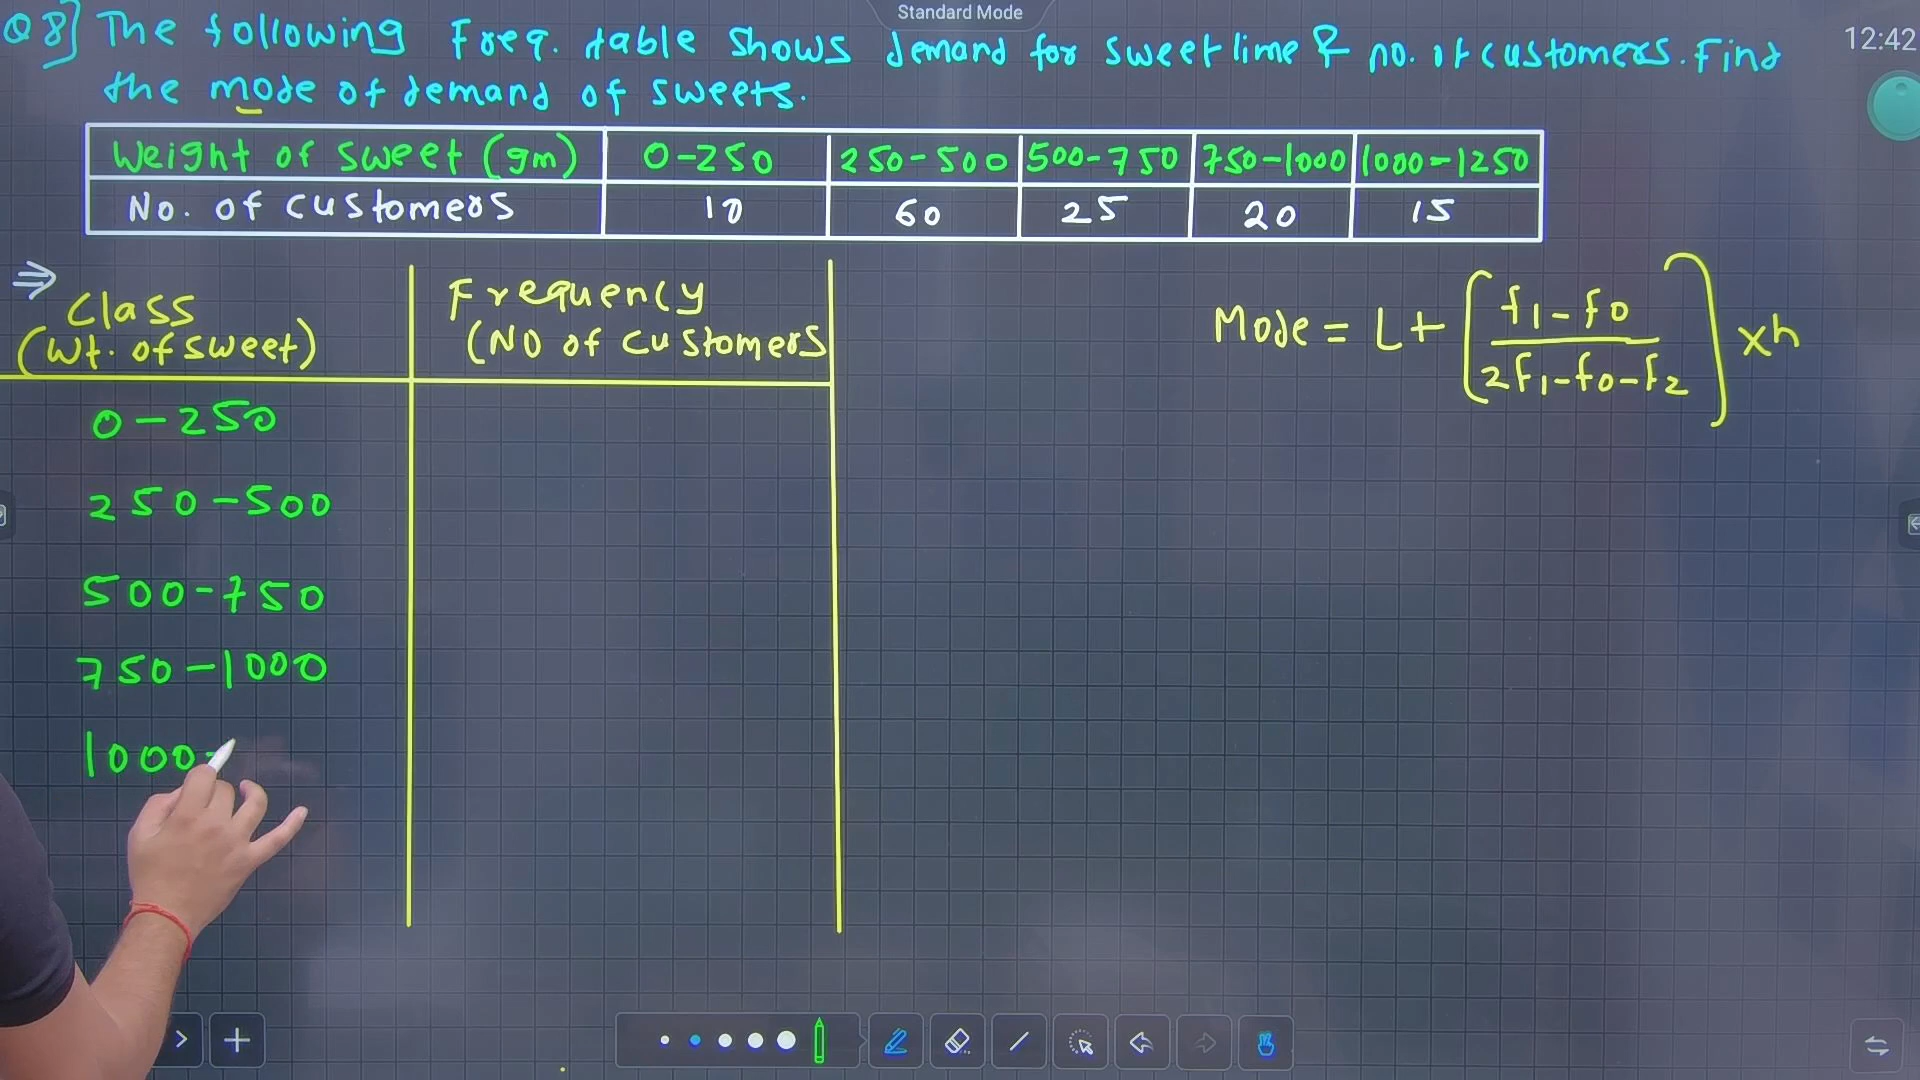 Standard Mode
12:42
Q8] The following Freq. table shows demand for sweetlime & no. of customers. Find
the mode of demand of sweets.
Weight of sweet (gm) 0-250 250-500 500-750 750-1000 1000-1250
No. of customers 10 60 25 20 15
⇒ Class Frequency
(Wt. of sweet) (NO of customers
Mode = L + [f1-f0 / 2f1-f0-f2] xh
0-250
250-500
500-750
750-1000
1000-